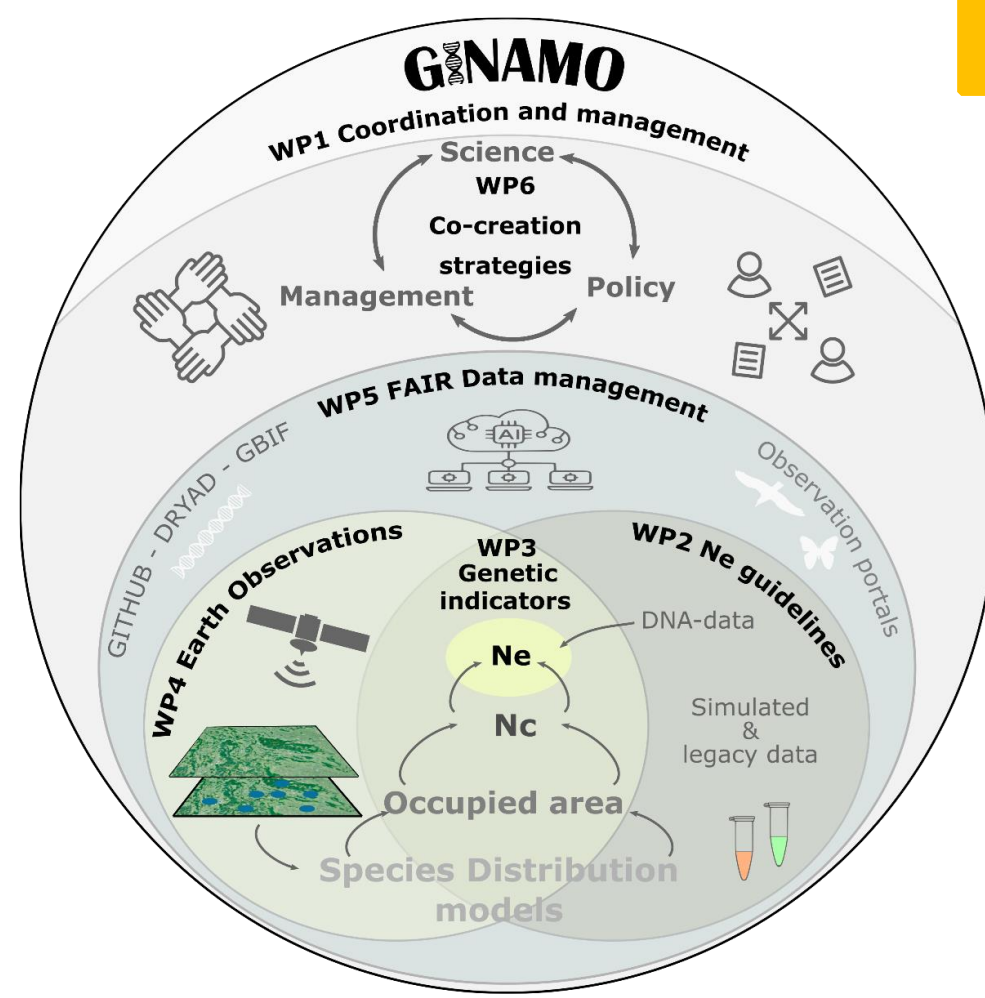 GINAMO
WP1 Coordination and management
Science
WP6
Co-creation
strategies
Management
Policy
WP5 FAIR Data management
AI
GITHUB - DRYAD - GBIF
Observation portals
WP4 Earth Observations
WP3
Genetic
indicators
WP2 Ne guidelines
DNA-data
Ne
Nc
Simulated
&
legacy data
Occupied area
Species Distribution
models